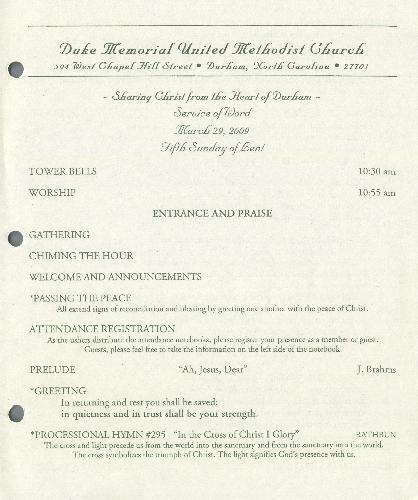 Duke Memorial United Methodist Church
504 West Chapel Hill Street • Durham, North Carolina • 27701
~ Sharing Christ from the Heart of Durham ~
Service of Word
March 29, 2009
Fifth Sunday of Lent
TOWER BELLS 10:30 am
WORSHIP 10:55 am
ENTRANCE AND PRAISE
GATHERING
CHIMING THE HOUR
WELCOME AND ANNOUNCEMENTS
*PASSING THE PEACE
All extend signs of reconciliation and blessing by greeting one another with the peace of Christ.
ATTENDANCE REGISTRATION
As the ushers distribute the attendance notebooks, please register your presence as a member or guest.
Guests, please feel free to take the information on the left side of the notebook.
PRELUDE "Ah, Jesus, Dear" J. Brahms
*GREETING
In returning and rest you shall be saved;
in quietness and in trust shall be your strength.
*PROCESSIONAL HYMN #295 "In the Cross of Christ I Glory" RATHBUN
The cross and light precede us from the world into the sanctuary and from the sanctuary into the world.
The cross symbolizes the triumph of Christ. The light signifies God's presence with us.